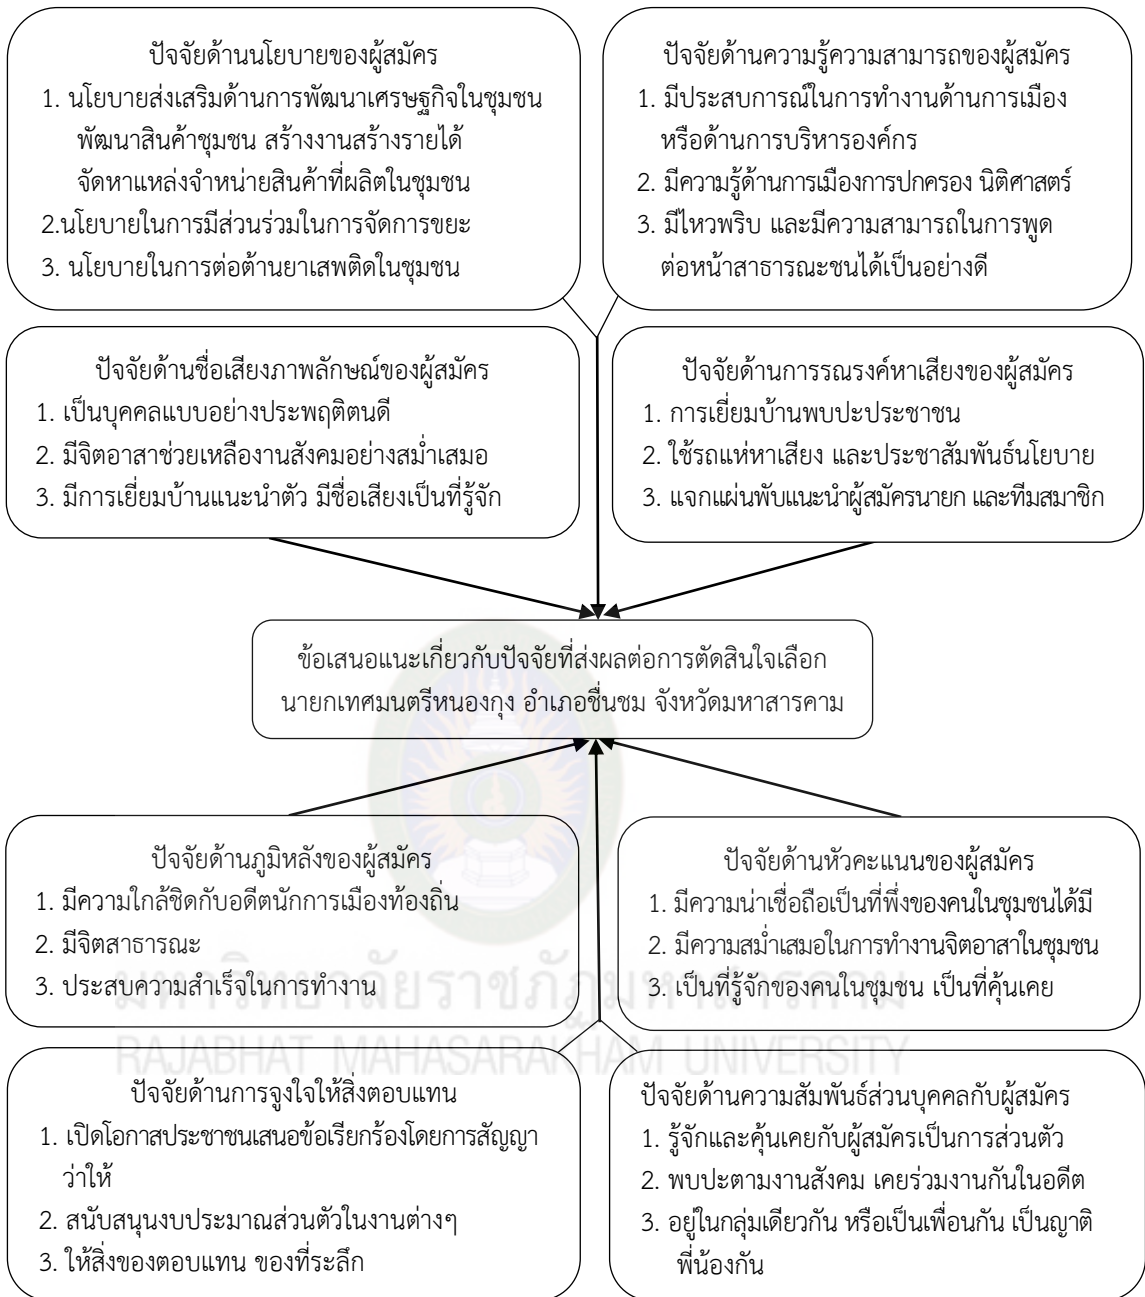 ปัจจัยด้านนโยบายของผู้สมัคร
1. นโยบายส่งเสริมด้านการพัฒนาเศรษฐกิจในชุมชน
พัฒนาสินค้าชุมชน สร้างงานสร้างรายได้
จัดหาแหล่งจำหน่ายสินค้าที่ผลิตในชุมชน
2.นโยบายในการมีส่วนร่วมในการจัดการขยะ
3. นโยบายในการต่อต้านยาเสพติดในชุมชน
ปัจจัยด้านความรู้ความสามารถของผู้สมัคร
1. มีประสบการณ์ในการทำงานด้านการเมือง
หรือด้านการบริหารองค์กร
2. มีความรู้ด้านการเมืองการปกครอง นิติศาสตร์
3. มีไหวพริบ และมีความสามารถในการพูด
ต่อหน้าสาธารณะชนได้เป็นอย่างดี
ปัจจัยด้านชื่อเสียงภาพลักษณ์ของผู้สมัคร
1. เป็นบุคคลแบบอย่างประพฤติตนดี
2. มีจิตอาสาช่วยเหลืองานสังคมอย่างสม่ำเสมอ
3. มีการเยี่ยมบ้านแนะนำตัว มีชื่อเสียงเป็นที่รู้จัก
ปัจจัยด้านการรณรงค์หาเสียงของผู้สมัคร
1. การเยี่ยมบ้านพบปะประชาชน
2. ใช้รถแห่หาเสียง และประชาสัมพันธ์นโยบาย
3. แจกแผ่นพับแนะนำผู้สมัครนายก และทีมสมาชิก
ข้อเสนอแนะเกี่ยวกับปัจจัยที่ส่งผลต่อการตัดสินใจเลือก
นายกเทศมนตรีหนองกุง อำเภอชื่นชม จังหวัดมหาสารคาม
ปัจจัยด้านภูมิหลังของผู้สมัคร
1. มีความใกล้ชิดกับอดีตนักการเมืองท้องถิ่น
2. มีจิตสาธารณะ
3. ประสบความสำเร็จในการทำงาน
ปัจจัยด้านหัวคะแนนของผู้สมัคร
1. มีความน่าเชื่อถือเป็นที่พึ่งของคนในชุมชนได้มี
2. มีความสม่ำเสมอในการทำงานจิตอาสาในชุมชน
3. เป็นที่รู้จักของคนในชุมชน เป็นที่คุ้นเคย
มหาวิทยาลัยราชภัฏมหาสารคาม
RAJABHAT MAHASARAKHAM UNIVERSITY
ปัจจัยด้านการจูงใจให้สิ่งตอบแทน
1. เปิดโอกาสประชาชนเสนอข้อเรียกร้องโดยการสัญญา
ว่าให้
2. สนับสนุนงบประมาณส่วนตัวในงานต่างๆ
3. ให้สิ่งของตอบแทน ของที่ระลึก
ปัจจัยด้านความสัมพันธ์ส่วนบุคคลกับผู้สมัคร
1. รู้จักและคุ้นเคยกับผู้สมัครเป็นการส่วนตัว
2. พบปะตามงานสังคม เคยร่วมงานกันในอดีต
3. อยู่ในกลุ่มเดียวกัน หรือเป็นเพื่อนกัน เป็นญาติ
พี่น้องกัน